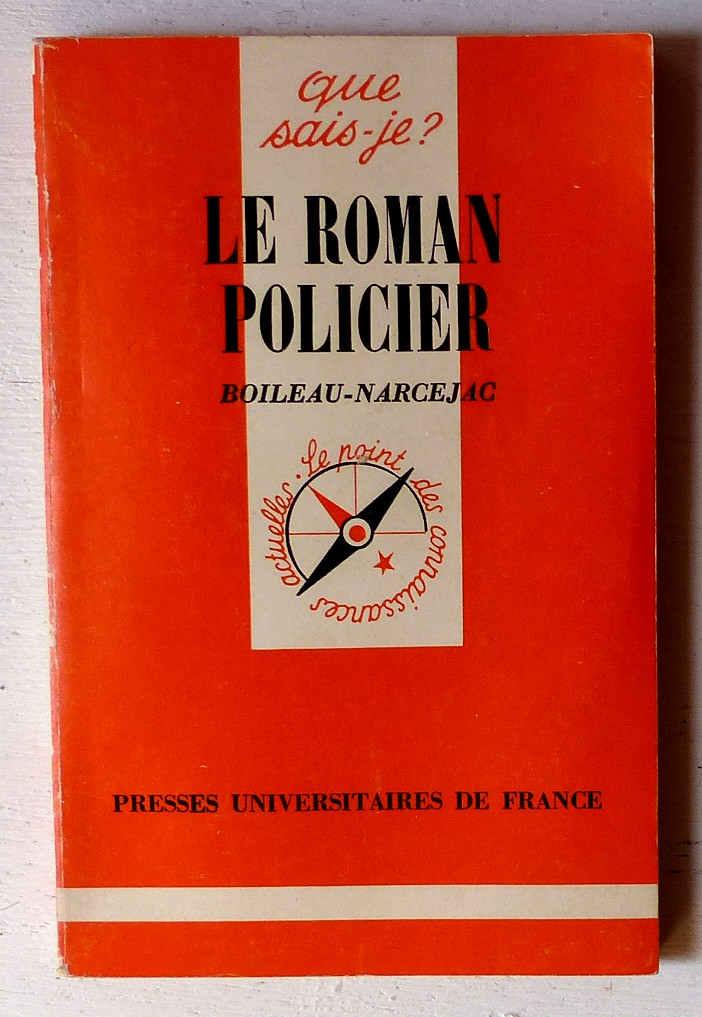 que
sais-je?
LE ROMAN
POLICIER
BOILEAU-NARCEJAC
Le point des connaissances actuelles.
PRESSES UNIVERSITAIRES DE FRANCE